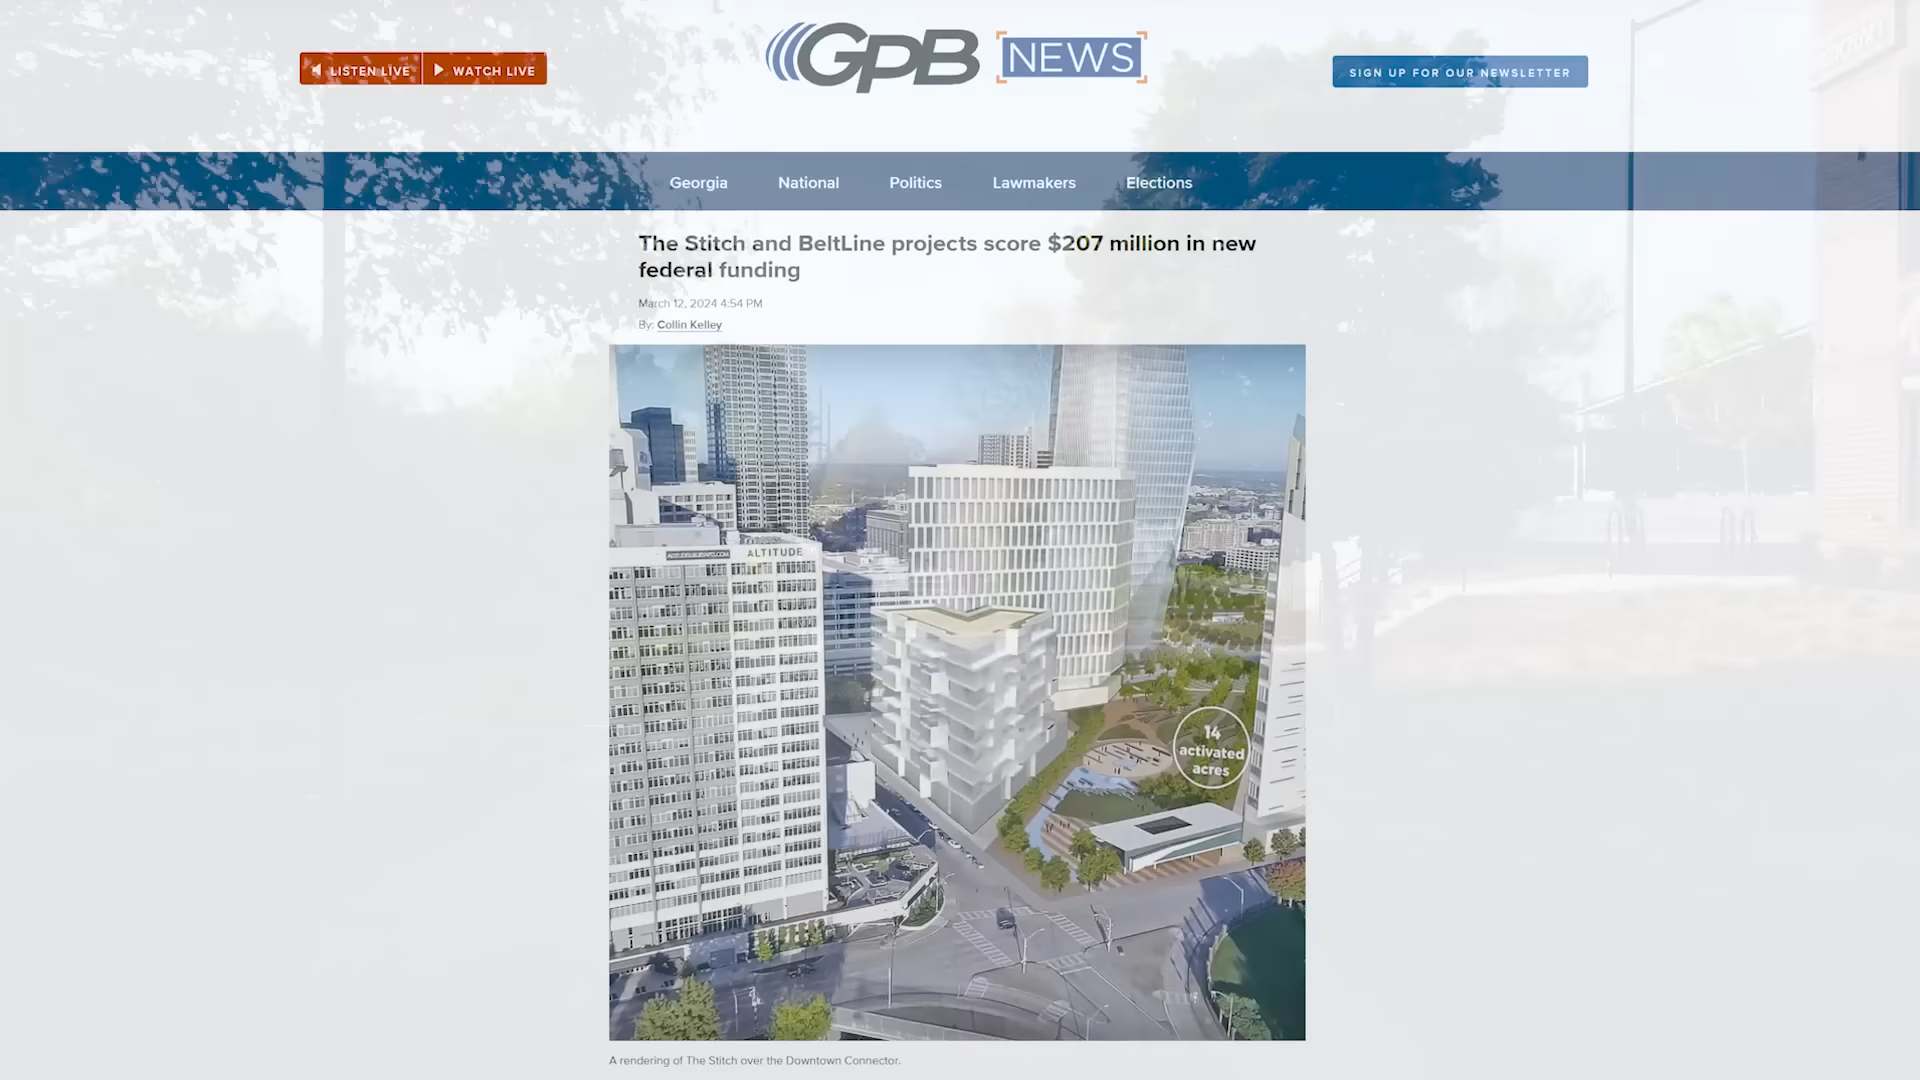 LISTEN LIVE
WATCH LIVE
GPB NEWS
SIGN UP FOR OUR NEWSLETTER
Georgia
National
Politics
Lawmakers
Elections
The Stitch and BeltLine projects score $207 million in new
federal funding
March 12, 2024 4:54 PM
By: Collin Kelley
ALTITUDE
14
activated
acres
A rendering of The Stitch over the Downtown Connector.